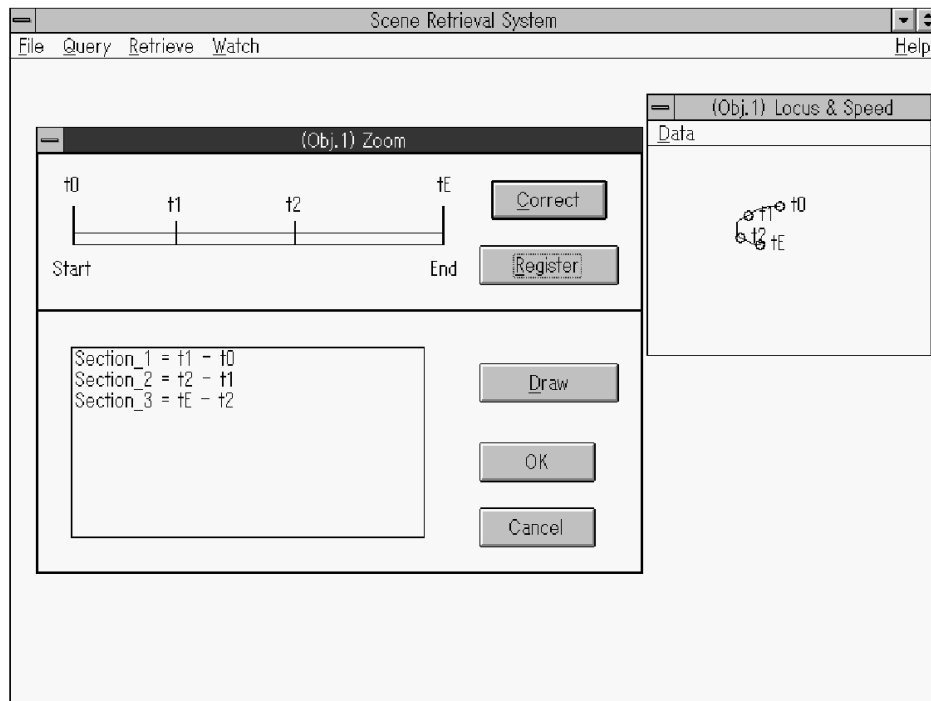 Scene Retrieval System
File Query Retrieve Watch Help
(Obj.1) Locus & Speed
Data
t0
t1
t2
tE
(Obj.1) Zoom
t0 t1 t2 tE
Start End
Correct
Register
Section_1 = t1 - t0
Section_2 = t2 - t1
Section_3 = tE - t2
Draw
OK
Cancel